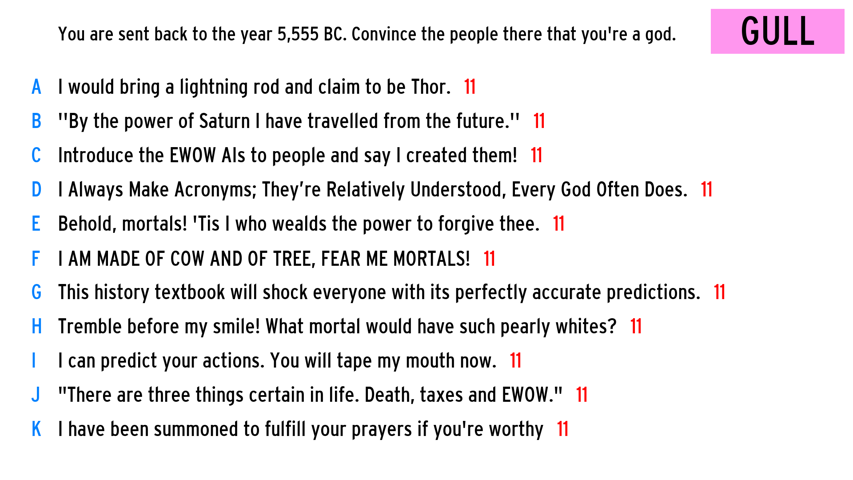 You are sent back to the year 5,555 BC. Convince the people there that you're a god.
GULL
A I would bring a lightning rod and claim to be Thor. 11
B ''By the power of Saturn I have travelled from the future.'' 11
C Introduce the EWOW AIs to people and say I created them! 11
D I Always Make Acronyms; They’re Relatively Understood, Every God Often Does. 11
E Behold, mortals! 'Tis I who wealds the power to forgive thee. 11
F I AM MADE OF COW AND OF TREE, FEAR ME MORTALS! 11
G This history textbook will shock everyone with its perfectly accurate predictions. 11
H Tremble before my smile! What mortal would have such pearly whites? 11
I I can predict your actions. You will tape my mouth now. 11
J "There are three things certain in life. Death, taxes and EWOW." 11
K I have been summoned to fulfill your prayers if you're worthy 11